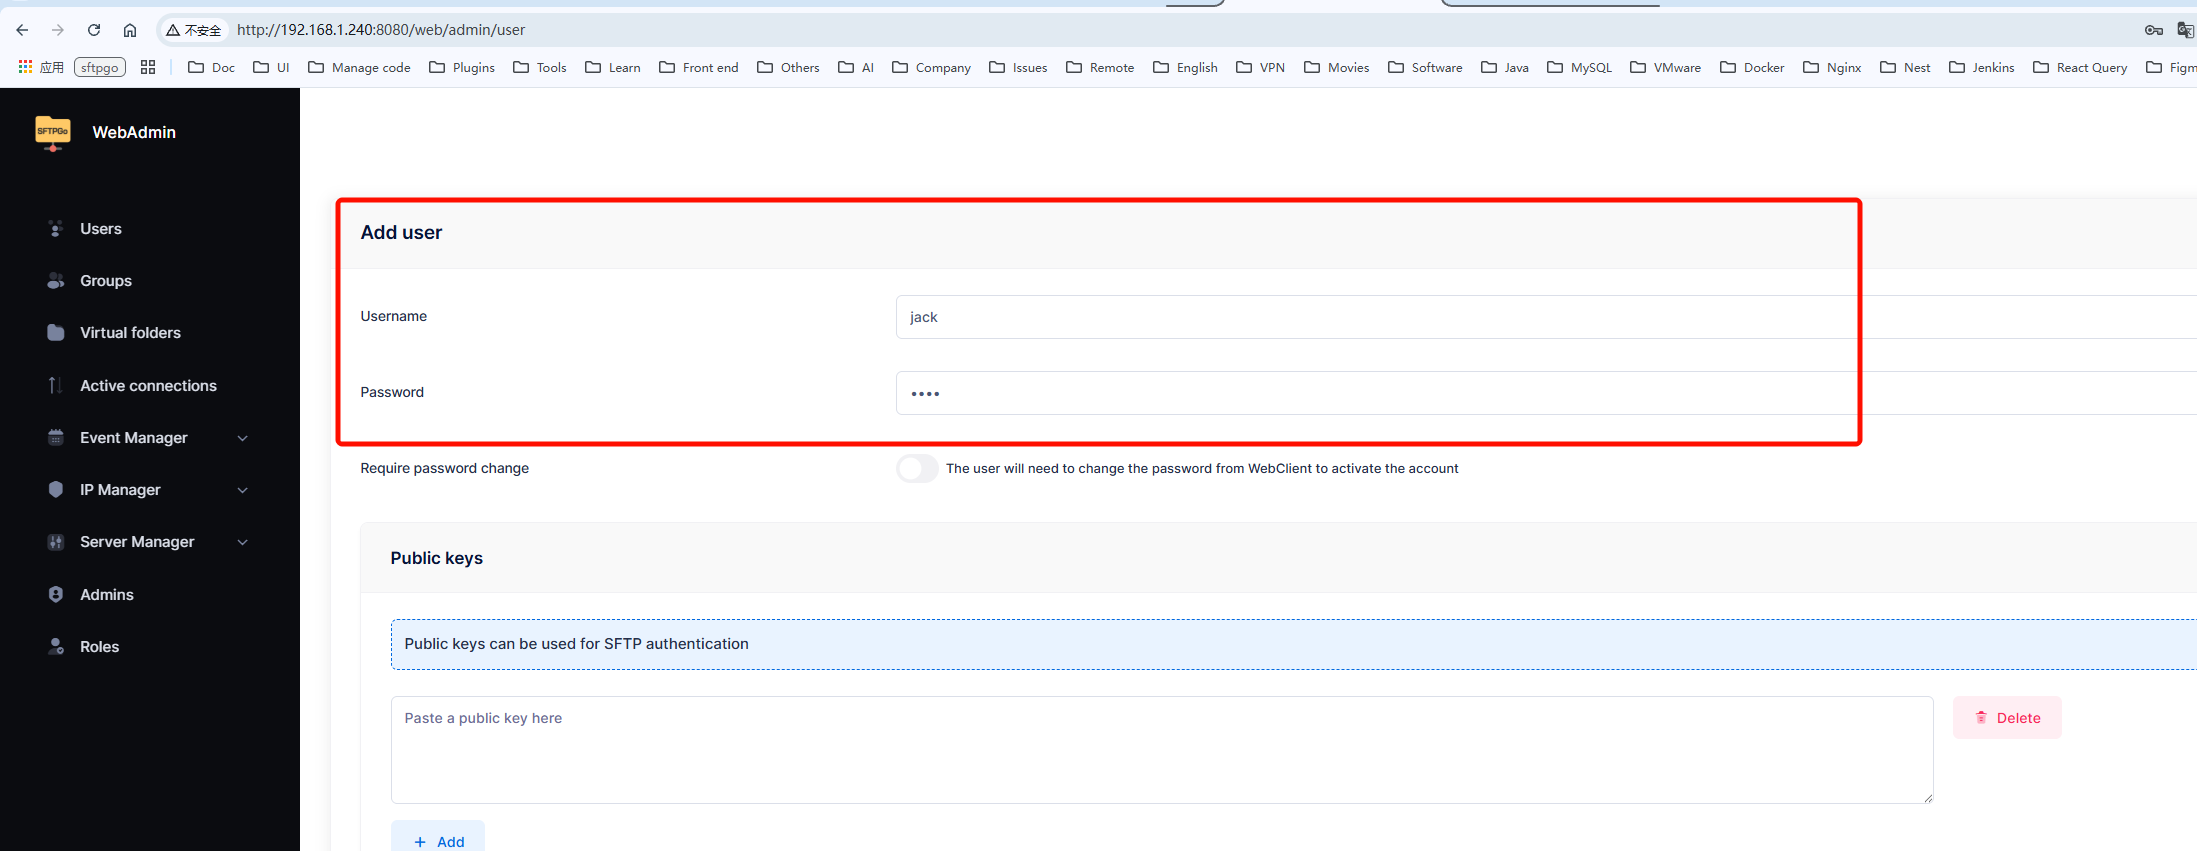 不安全 http://192.168.1.240:8080/web/admin/user
应用 sftpgo Doc UI Manage code Plugins Tools Learn Front end Others AI Company Issues Remote English VPN Movies Software Java MySQL VMware Docker Nginx Nest Jenkins React Query Figm
SFTPGo WebAdmin
Users
Groups
Virtual folders
Active connections
Event Manager
IP Manager
Server Manager
Admins
Roles
Add user
Username jack
Password ••••
Require password change The user will need to change the password from WebClient to activate the account
Public keys
Public keys can be used for SFTP authentication
Paste a public key here
Delete
+ Add